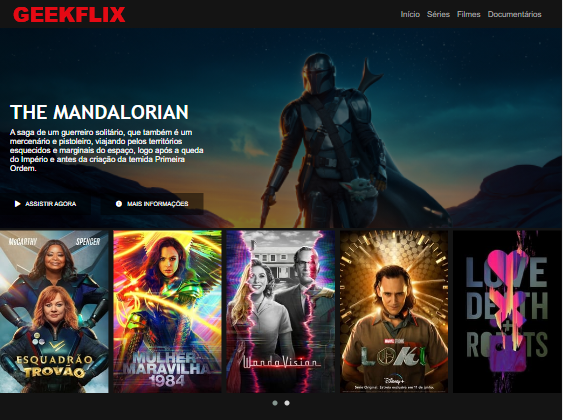 GEEKFLIX
Início Séries Filmes Documentários
THE MANDALORIAN
A saga de um guerreiro solitário, que também é um
mercenário e pistoleiro, viajando pelos territórios
esquecidos e marginais do espaço, logo após a queda
do Império e antes da criação da temida Primeira
Ordem.
ASSISTIR AGORA
MAIS INFORMAÇÕES
McCARTHY SPENCER
ESQUADRÃO
TROVÃO
MULHER
MARAVILHA
1984
WandaVision
MARVEL STUDIOS
LOKI
Disney+
LOVE
DEATH
+
ROBOTS